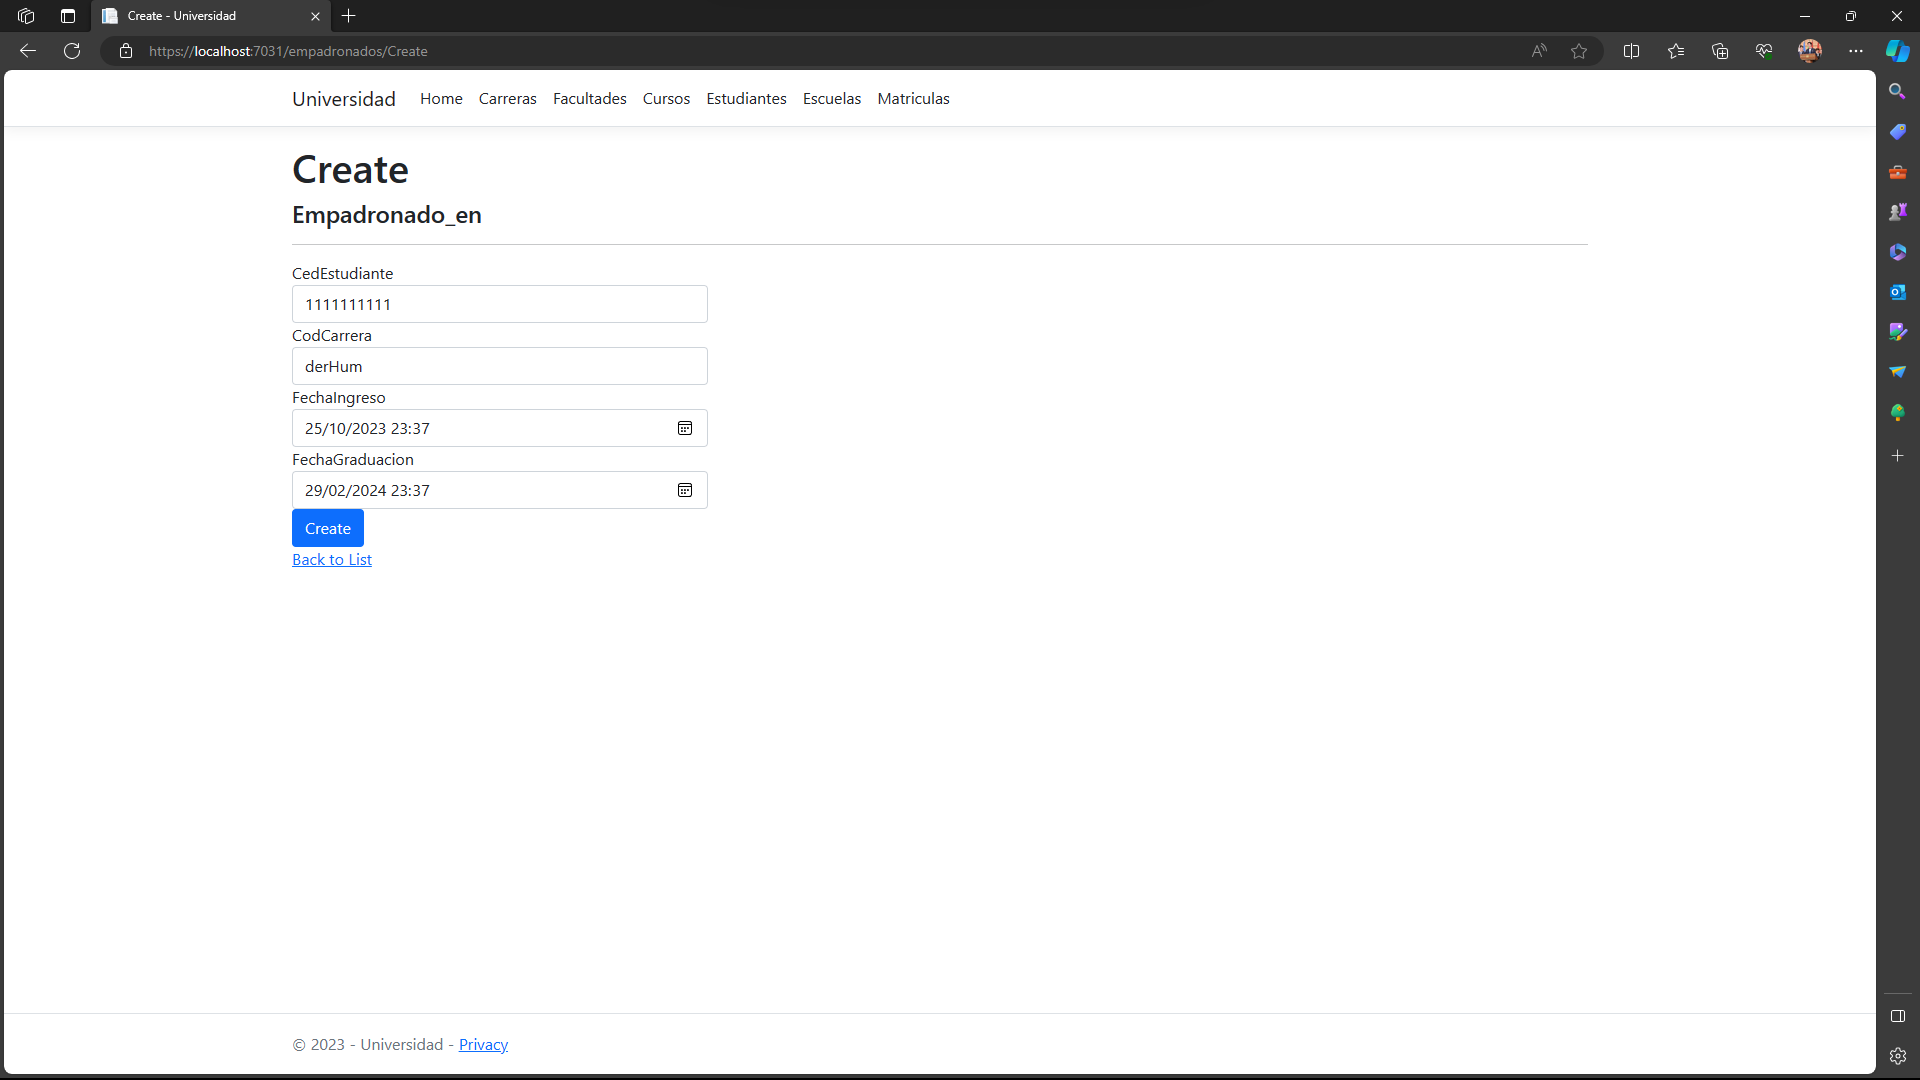 Create - Universidad
https://localhost:7031/empadronados/Create
Universidad Home Carreras Facultades Cursos Estudiantes Escuelas Matriculas
Create
Empadronado_en
CedEstudiante
1111111111
CodCarrera
derHum
FechaIngreso
25/10/2023 23:37
FechaGraduacion
29/02/2024 23:37
Create
Back to List
© 2023 - Universidad - Privacy